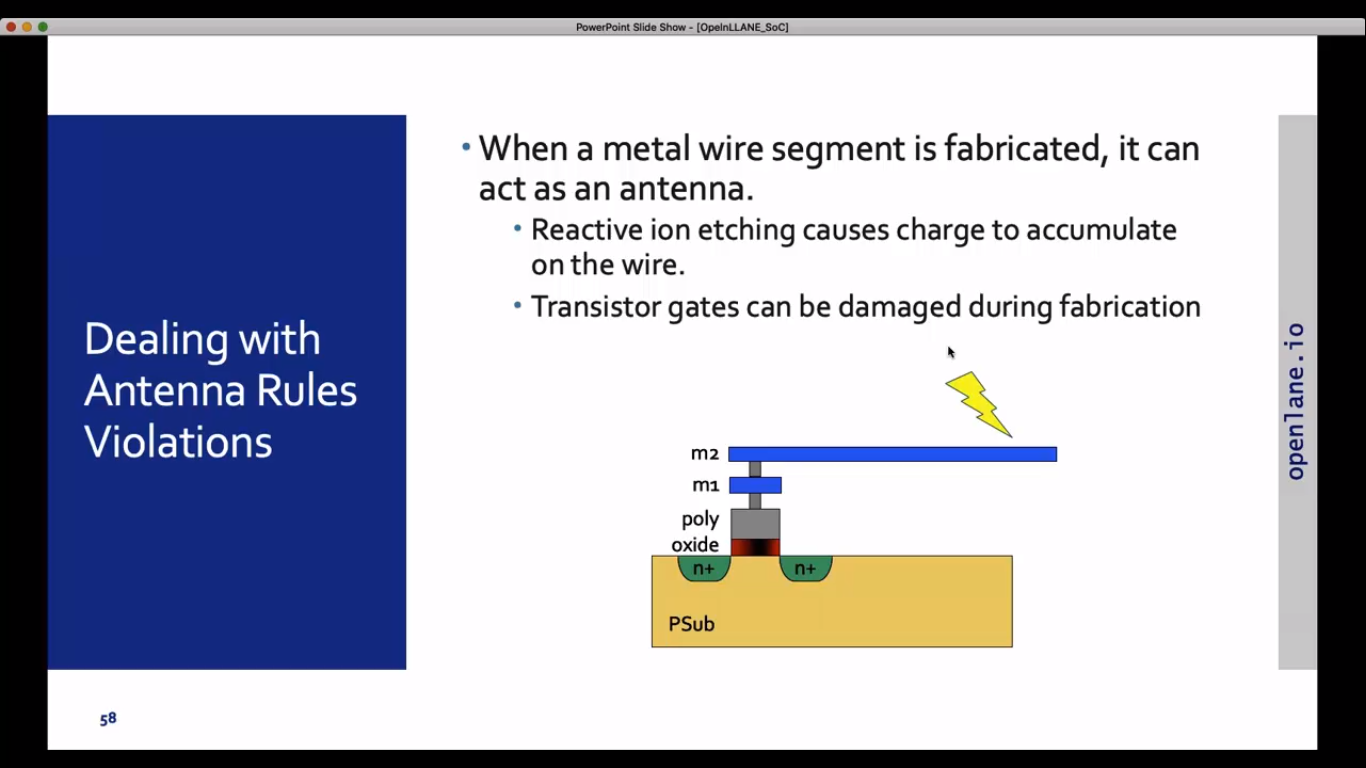 PowerPoint Slide Show - [OpeInLLANE_SoC]
Dealing with
Antenna Rules
Violations
• When a metal wire segment is fabricated, it can
act as an antenna.
• Reactive ion etching causes charge to accumulate
on the wire.
• Transistor gates can be damaged during fabrication
m2
m1
poly
oxide
n+ n+
PSub
openlane.io
58